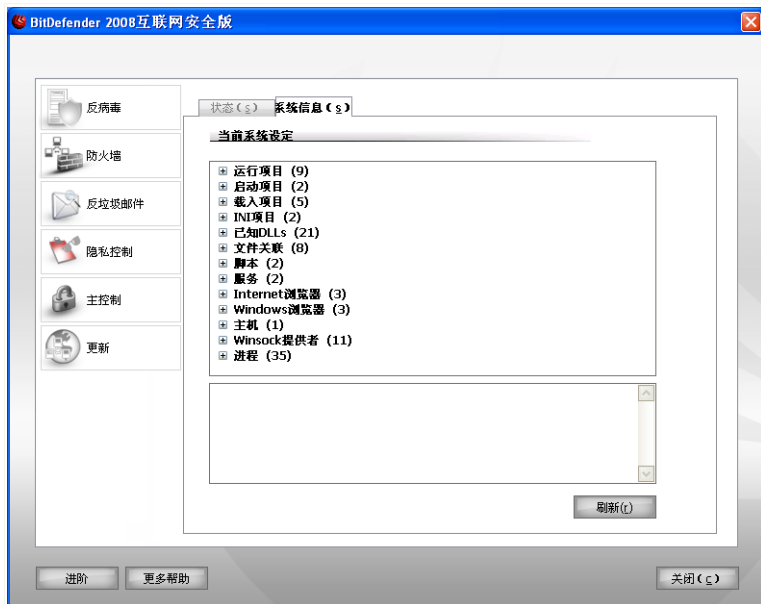 BitDefender 2008互联网安全版
反病毒
防火墙
反垃圾邮件
隐私控制
主控制
更新
状态(s) 系统信息(s)
当前系统设定
运行项目 (9)
启动项目 (2)
载入项目 (5)
INI项目 (2)
已知DLLs (21)
文件关联 (8)
脚本 (2)
服务 (2)
Internet浏览器 (3)
Windows浏览器 (3)
主机 (1)
Winsock提供者 (11)
进程 (35)
刷新(r)
进阶 更多帮助 关闭(c)